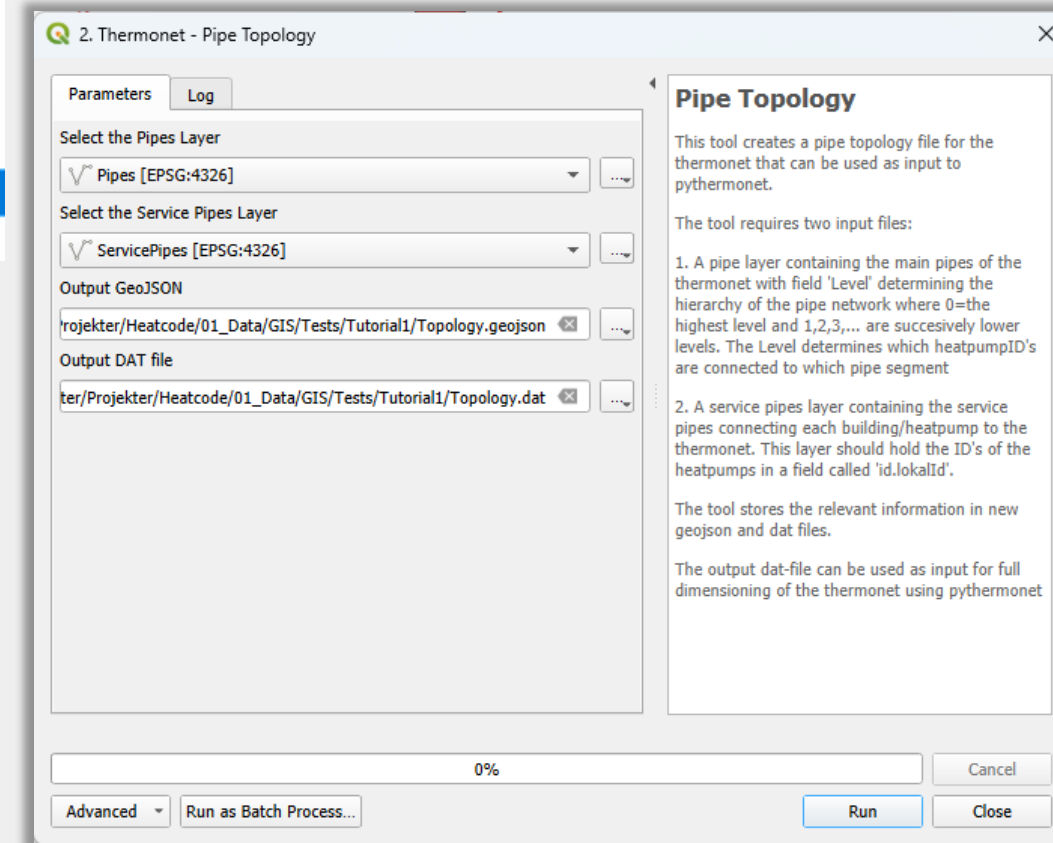 2. Thermonet - Pipe Topology
Parameters
Log
Select the Pipes Layer
Pipes [EPSG:4326]
...
Select the Service Pipes Layer
ServicePipes [EPSG:4326]
...
Output GeoJSON
rojekter/Heatcode/01_Data/GIS/Tests/Tutorial1/Topology.geojson
...
Output DAT file
ter/Projekter/Heatcode/01_Data/GIS/Tests/Tutorial1/Topology.dat
...
Pipe Topology
This tool creates a pipe topology file for the
thermonet that can be used as input to
pythermonet.
The tool requires two input files:
1. A pipe layer containing the main pipes of the
thermonet with field 'Level' determining the
hierarchy of the pipe network where 0=the
highest level and 1,2,3,... are succesively lower
levels. The Level determines which heatpumpID's
are connected to which pipe segment
2. A service pipes layer containing the service
pipes connecting each building/heatpump to the
thermonet. This layer should hold the ID's of the
heatpumps in a field called 'id.lokalId'.
The tool stores the relevant information in new
geojson and dat files.
The output dat-file can be used as input for full
dimensioning of the thermonet using pythermonet
0%
Cancel
Advanced
Run as Batch Process...
Run
Close